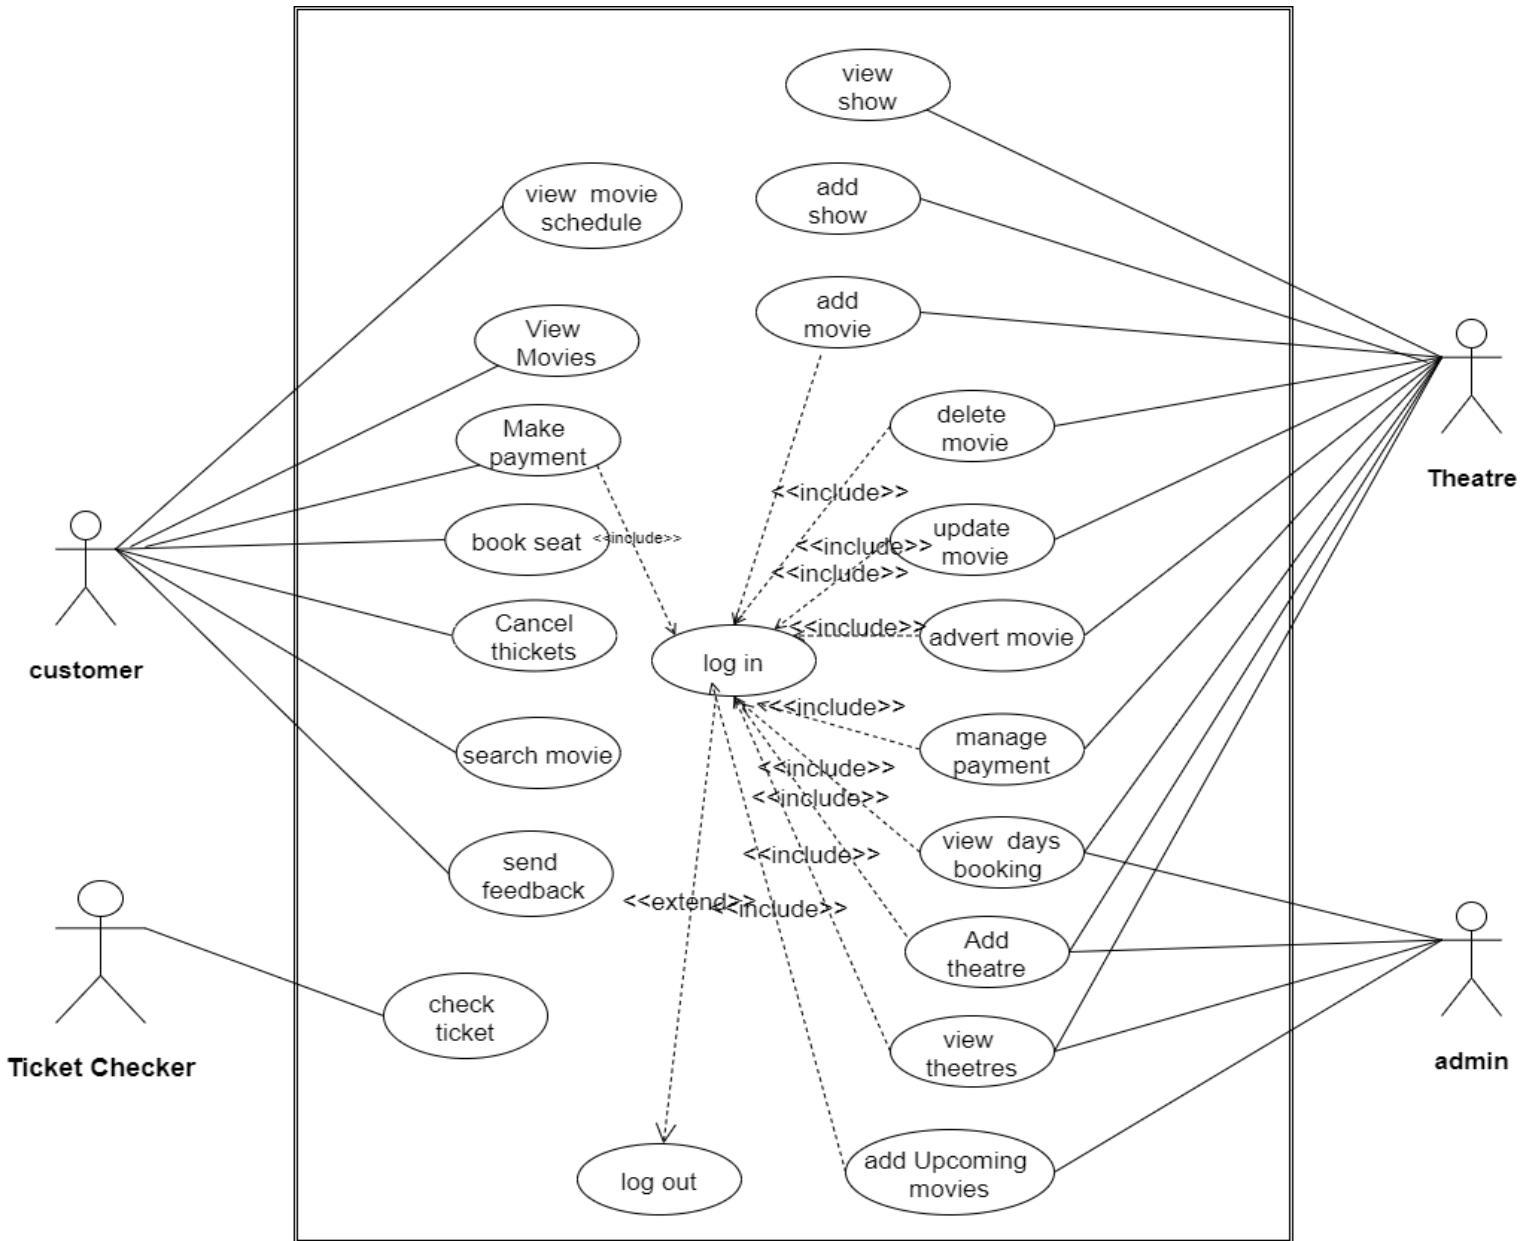 view
show
view  movie
schedule
add
show
add
movie
View
Movies
Make
payment
delete
movie
Theatre
<<include>>
book seat
<<include>>
update
movie
<<include>>
<<include>>
Cancel
thickets
<<include>>
advert movie
customer
log in
<<include>>
manage
payment
search movie
<<include>>
<<include>>
view  days
booking
<<include>>
send
feedback
<<extend>>
<<include>>
Add
theatre
check
ticket
Ticket Checker
view
theetres
admin
log out
add Upcoming
movies